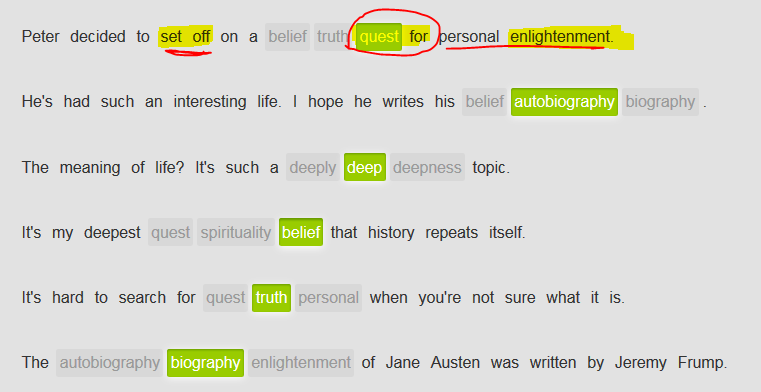 Peter decided to set off on a belief truth quest for personal enlightenment.
He's had such an interesting life. I hope he writes his belief autobiography biography .
The meaning of life? It's such a deeply deep deepness topic.
It's my deepest quest spirituality belief that history repeats itself.
It's hard to search for quest truth personal when you're not sure what it is.
The autobiography biography enlightenment of Jane Austen was written by Jeremy Frump.